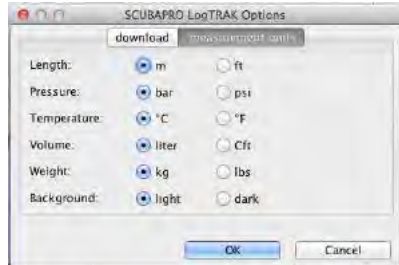 SCUBAPRO LogTRAK Options
download measurement units
Length: m ft
Pressure: bar psi
Temperature: °C °F
Volume: liter Cft
Weight: kg lbs
Background: light dark
OK Cancel